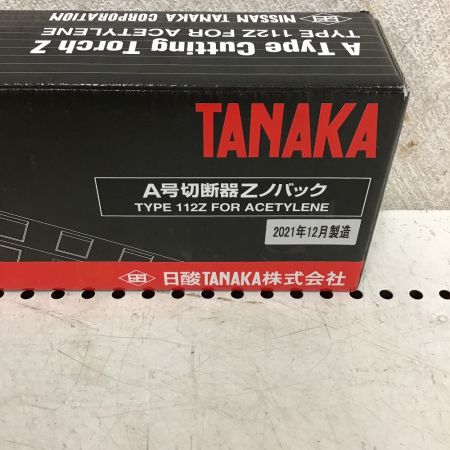 A Type Cutting Torch Z
TYPE 112Z FOR ACETYLENE
NISSAN TANAKA CORPORATION
TANAKA
A号切断器Zノバック
TYPE 112Z FOR ACETYLENE
2021年12月製造
日酸TANAKA株式会社